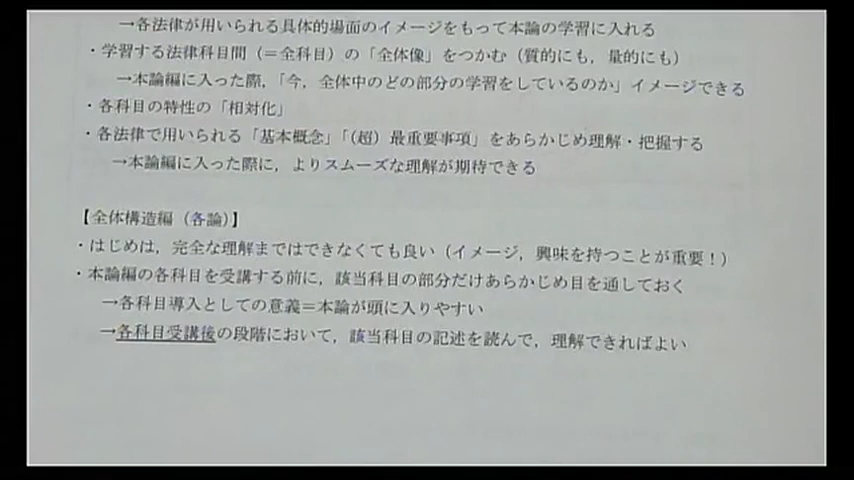 →各法律が用いられる具体的場面のイメージをもって本論の学習に入れる
・学習する法律科目間（＝全科目）の「全体像」をつかむ（質的にも，量的にも）
→本論編に入った際，「今，全体中のどの部分の学習をしているのか」イメージできる
・各科目の特性の「相対化」
・各法律で用いられる「基本概念」「（超）最重要事項」をあらかじめ理解・把握する
→本論編に入った際に，よりスムーズな理解が期待できる
【全体構造編（各論）】
・はじめは，完全な理解まではできなくても良い（イメージ，興味を持つことが重要！）
・本論編の各科目を受講する前に，該当科目の部分だけあらかじめ目を通しておく
→各科目導入としての意義＝本論が頭に入りやすい
→各科目受講後の段階において，該当科目の記述を読んで，理解できればよい